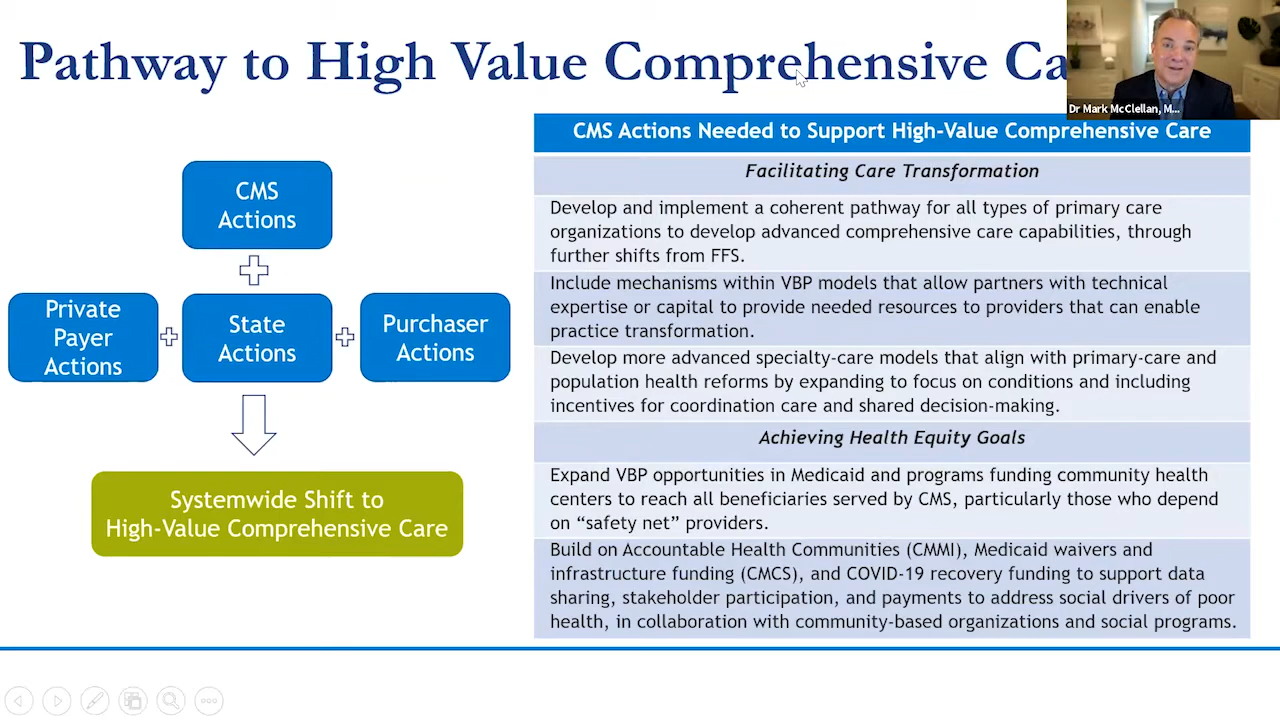 Pathway to High Value Comprehensive Ca
Dr Mark McClellan, M...
CMS
Actions
Private
Payer
Actions
State
Actions
Purchaser
Actions
Systemwide Shift to
High-Value Comprehensive Care
CMS Actions Needed to Support High-Value Comprehensive Care
Facilitating Care Transformation
Develop and implement a coherent pathway for all types of primary care
organizations to develop advanced comprehensive care capabilities, through
further shifts from FFS.
Include mechanisms within VBP models that allow partners with technical
expertise or capital to provide needed resources to providers that can enable
practice transformation.
Develop more advanced specialty-care models that align with primary-care and
population health reforms by expanding to focus on conditions and including
incentives for coordination care and shared decision-making.
Achieving Health Equity Goals
Expand VBP opportunities in Medicaid and programs funding community health
centers to reach all beneficiaries served by CMS, particularly those who depend
on “safety net” providers.
Build on Accountable Health Communities (CMMI), Medicaid waivers and
infrastructure funding (CMCS), and COVID-19 recovery funding to support data
sharing, stakeholder participation, and payments to address social drivers of poor
health, in collaboration with community-based organizations and social programs.